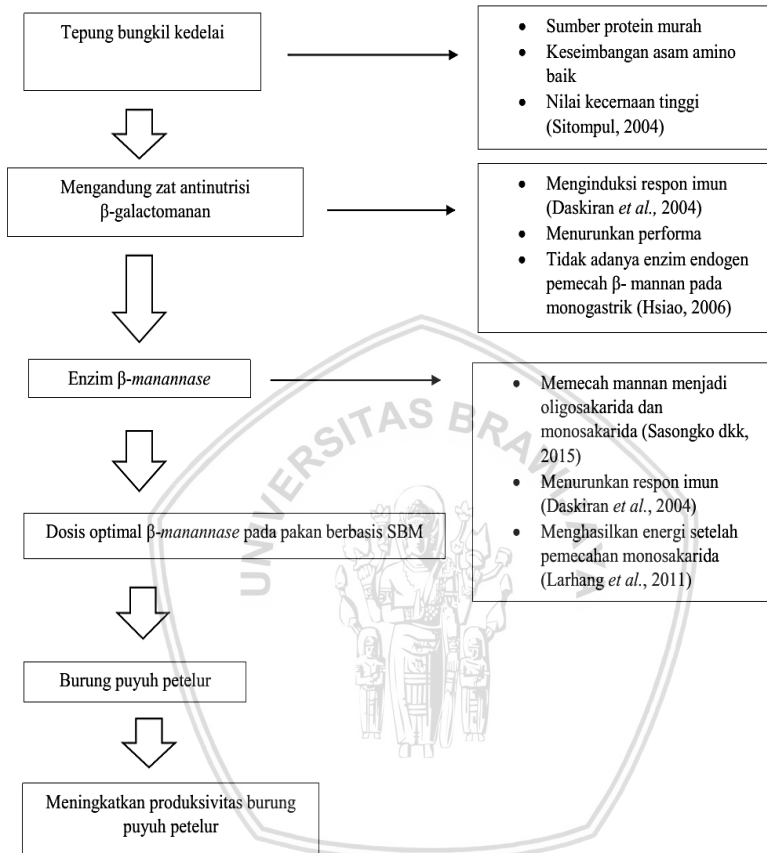 Tepung bungkil kedelai
• Sumber protein murah
• Keseimbangan asam amino
baik
• Nilai kecernaan tinggi
(Sitompul, 2004)
Mengandung zat antinutrisi
β-galactomanan
• Menginduksi respon imun
(Daskiran et al., 2004)
• Menurunkan performa
• Tidak adanya enzim endogen
pemecah β- mannan pada
monogastrik (Hsiao, 2006)
Enzim β-manannase
• Memecah mannan menjadi
oligosakarida dan
monosakarida (Sasongko dkk,
2015)
• Menurunkan respon imun
(Daskiran et al., 2004)
• Menghasilkan energi setelah
pemecahan monosakarida
(Larhang et al., 2011)
Dosis optimal β-manannase pada pakan berbasis SBM
Burung puyuh petelur
Meningkatkan produksivitas burung
puyuh petelur
UNIVERSITAS BRAWIJAYA